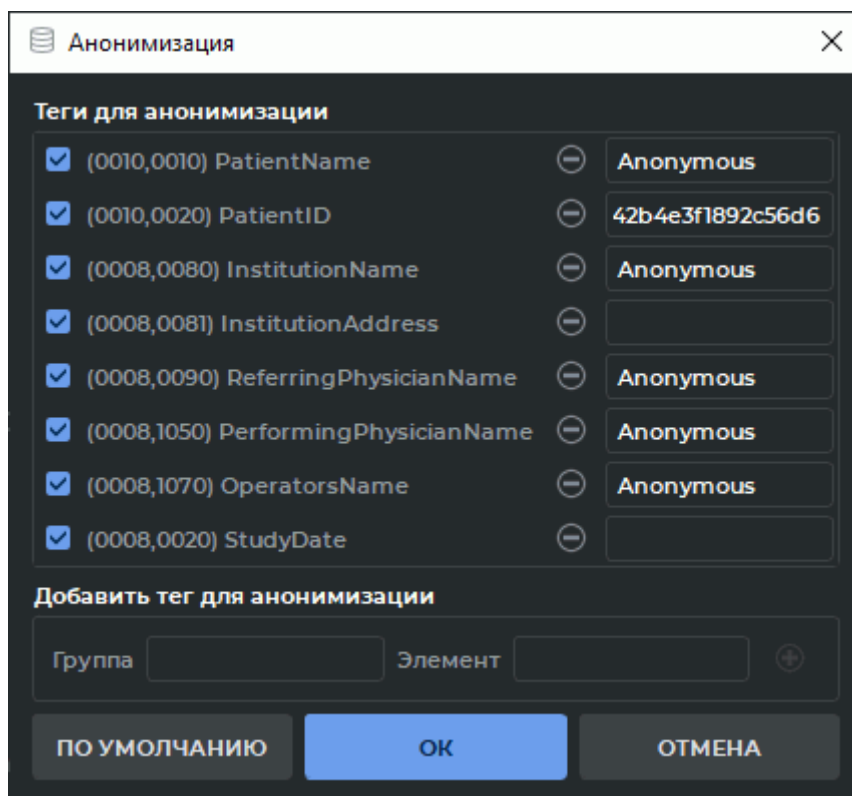 Анонимизация
Теги для анонимизации
(0010,0010) PatientName Anonymous
(0010,0020) PatientID 42b4e3f1892c56d6
(0008,0080) InstitutionName Anonymous
(0008,0081) InstitutionAddress
(0008,0090) ReferringPhysicianName Anonymous
(0008,1050) PerformingPhysicianName Anonymous
(0008,1070) OperatorsName Anonymous
(0008,0020) StudyDate
Добавить тег для анонимизации
Группа Элемент
ПО УМОЛЧАНИЮ ОК ОТМЕНА